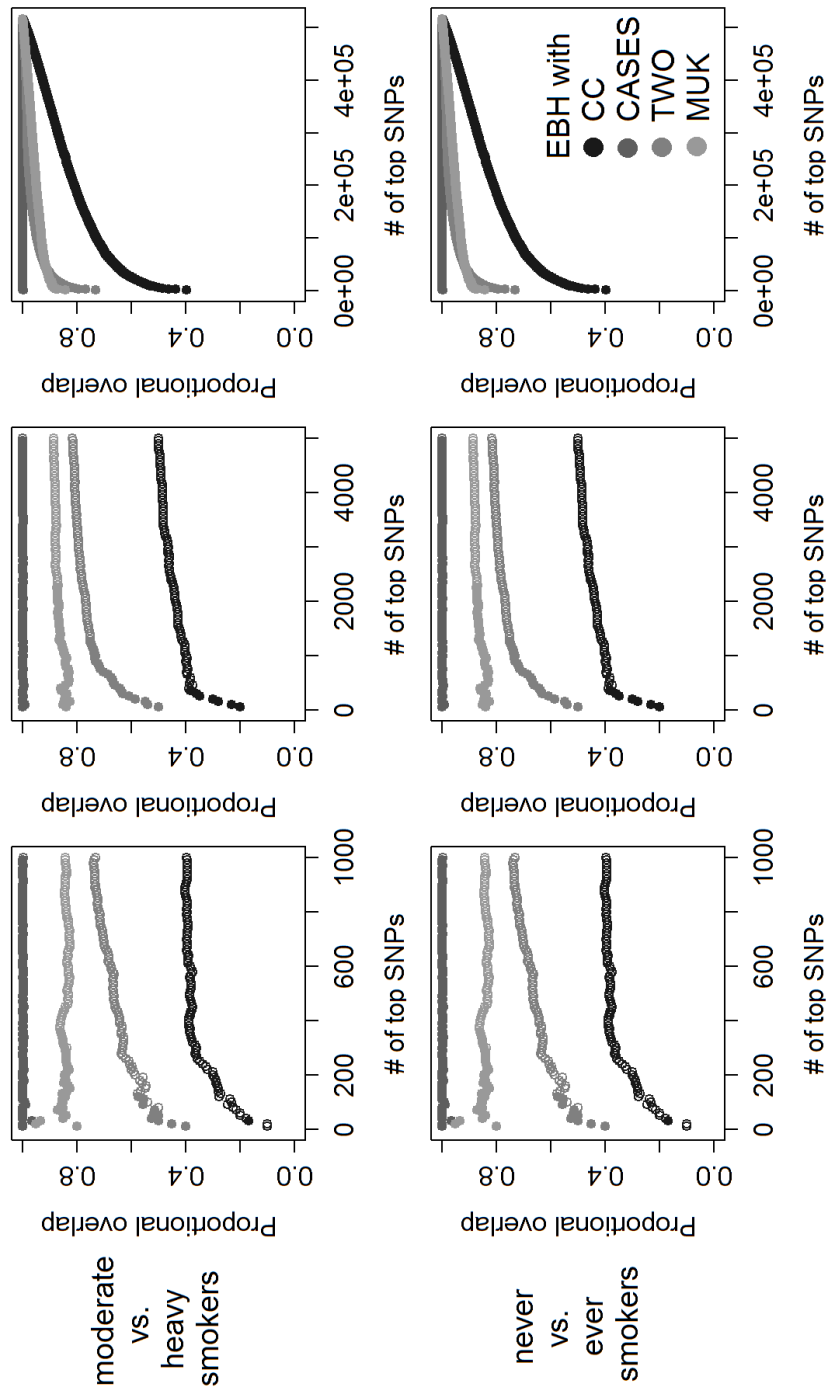 moderate
vs.
heavy
smokers
Proportional overlap
0.0 0.4 0.8
0 200 600 1000
# of top SNPs
Proportional overlap
0.0 0.4 0.8
0 2000 4000
# of top SNPs
Proportional overlap
0.0 0.4 0.8
0e+00 2e+05 4e+05
# of top SNPs
never
vs.
ever
smokers
Proportional overlap
0.0 0.4 0.8
0 200 600 1000
# of top SNPs
Proportional overlap
0.0 0.4 0.8
0 2000 4000
# of top SNPs
Proportional overlap
0.0 0.4 0.8
EBH with
CC
CASES
TWO
MUK
0e+00 2e+05 4e+05
# of top SNPs